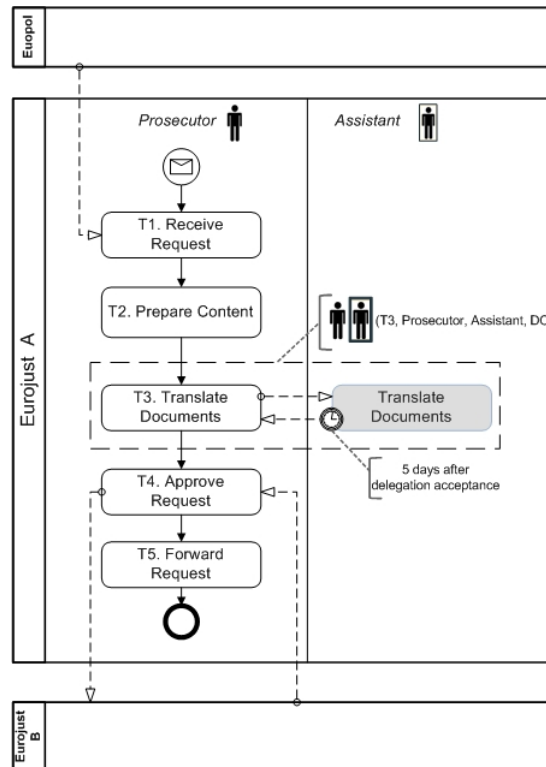 Euopol
Prosecutor
Assistant
T1. Receive
Request
T2. Prepare Content
(T3, Prosecutor, Assistant, DC
Eurojust A
T3. Translate
Documents
Translate
Documents
T4. Approve
Request
5 days after
delegation acceptance
T5. Forward
Request
Eurojust
B